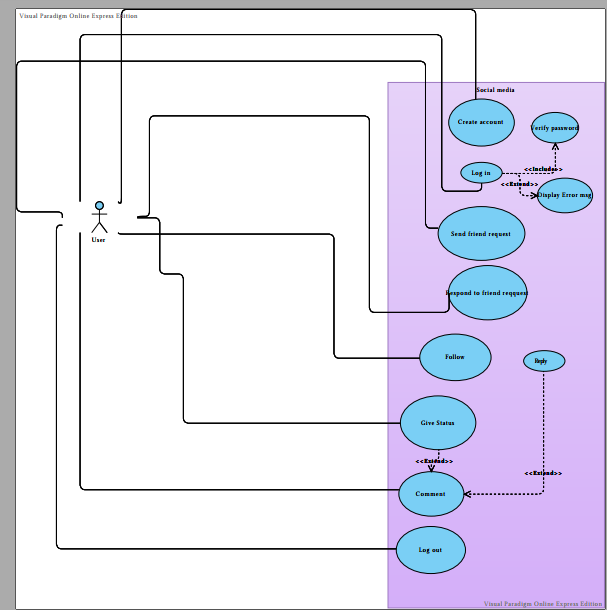 Visual Paradigm Online Express Edition
Social media
Create account
Verify password
Log in
<<Include>>
<<Extend>>
Display Error msg
User
Send friend request
Respond to friend reqquest
Follow
Reply
Give Status
<<Extend>>
<<Extend>>
Comment
Log out
Visual Paradigm Online Express Edition